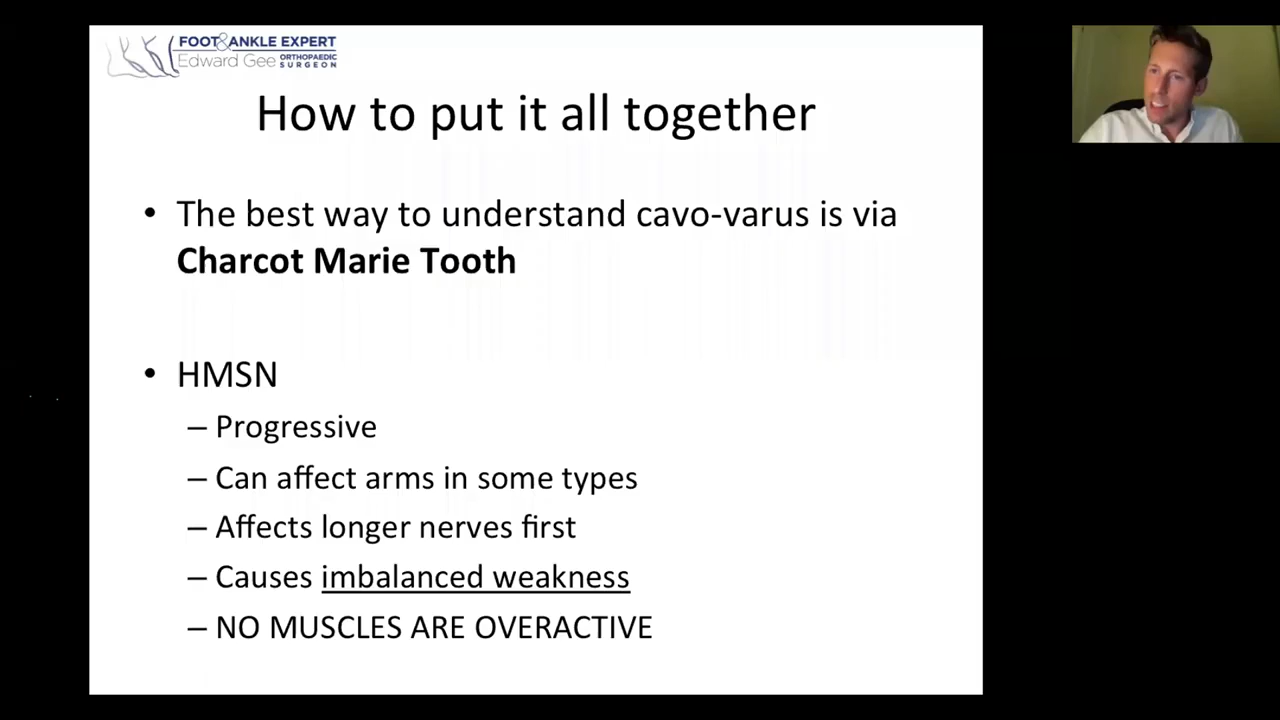 FOOT & ANKLE EXPERT
Edward Gee ORTHOPAEDIC SURGEON
How to put it all together
• The best way to understand cavo-varus is via
Charcot Marie Tooth
• HMSN
– Progressive
– Can affect arms in some types
– Affects longer nerves first
– Causes imbalanced weakness
– NO MUSCLES ARE OVERACTIVE